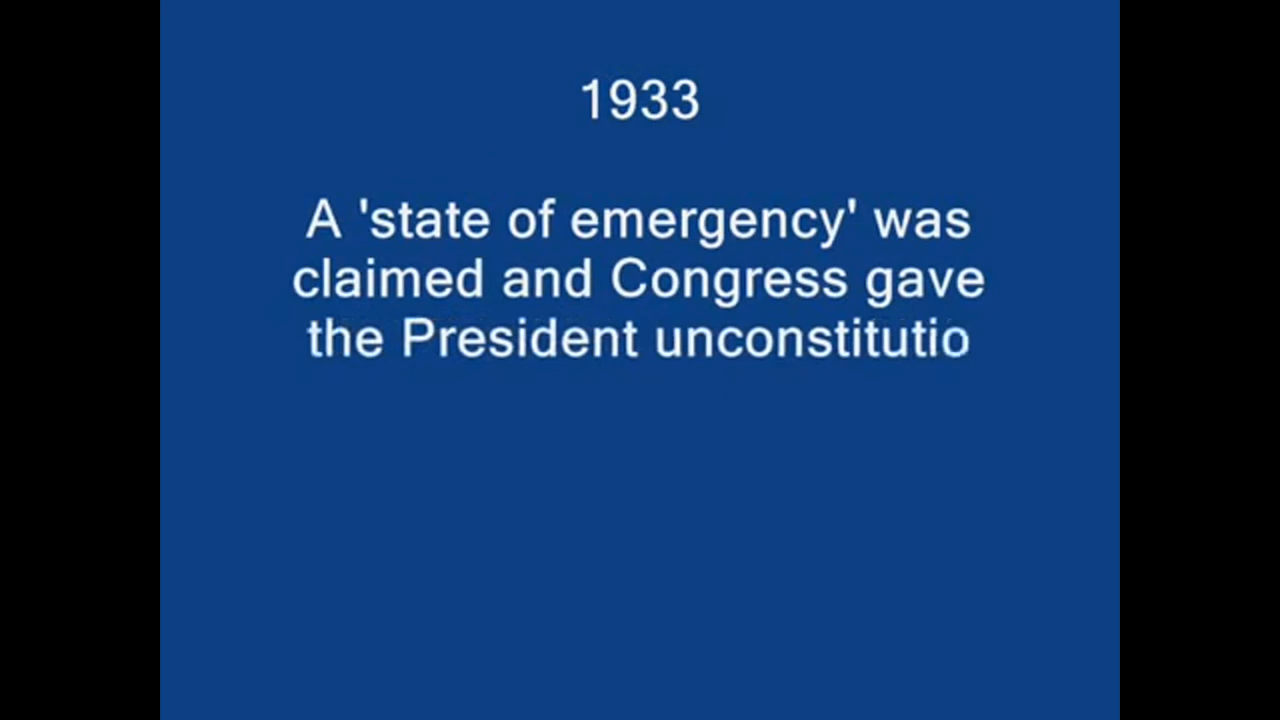 1933
A 'state of emergency' was
claimed and Congress gave
the President unconstitutio